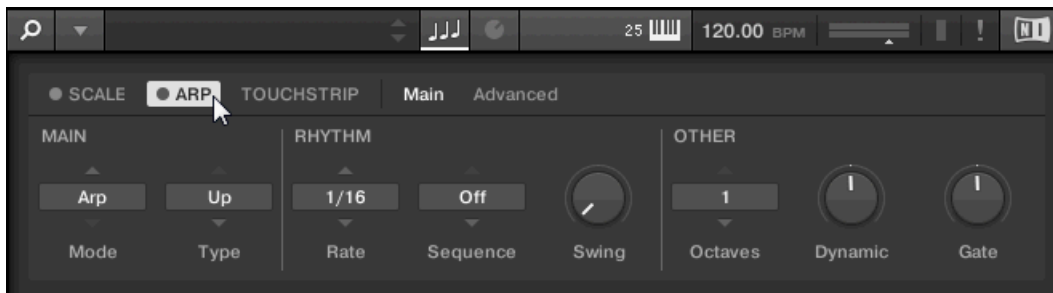 25 120.00 BPM ! NI
SCALE ARP TOUCHSTRIP Main Advanced
MAIN RHYTHM OTHER
Arp Up 1/16 Off 1
Mode Type Rate Sequence Swing Octaves Dynamic Gate